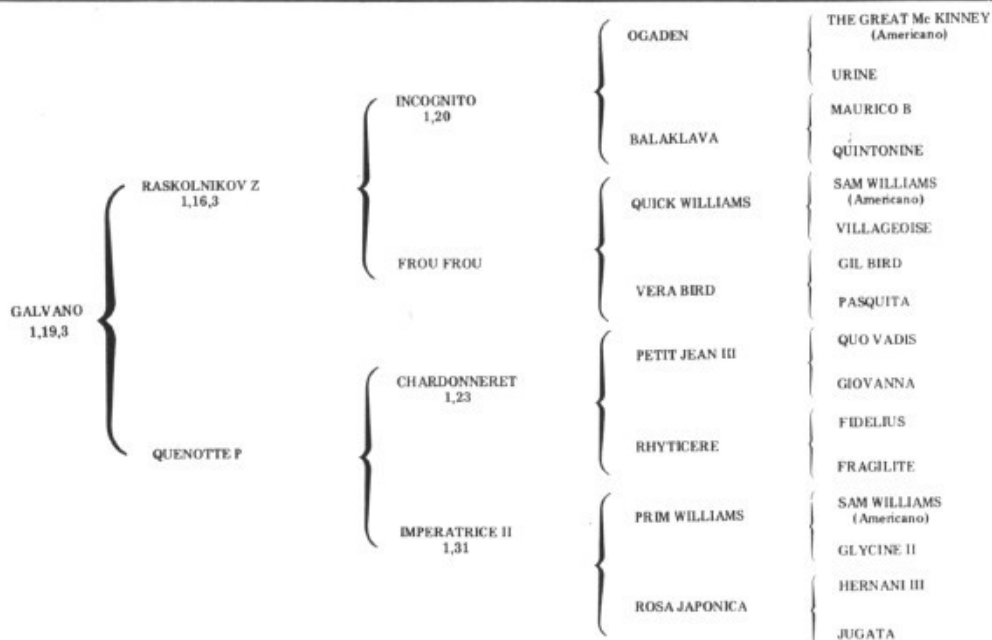 GALVANO
1,19,3
RASKOLNIKOV Z
1,16,3
QUENOTTE P
INCOGNITO
1,20
FROU FROU
CHARDONNERET
1,23
IMPERATRICE II
1,31
OGADEN
BALAKLAVA
QUICK WILLIAMS
VERA BIRD
PETIT JEAN III
RHYTICERE
PRIM WILLIAMS
ROSA JAPONICA
THE GREAT Mc KINNEY
(Americano)
URINE
MAURICO B
QUINTONINE
SAM WILLIAMS
(Americano)
VILLAGEOISE
GIL BIRD
PASQUITA
QUO VADIS
GIOVANNA
FIDELIUS
FRAGILITE
SAM WILLIAMS
(Americano)
GLYCINE II
HERNANI III
JUGATA